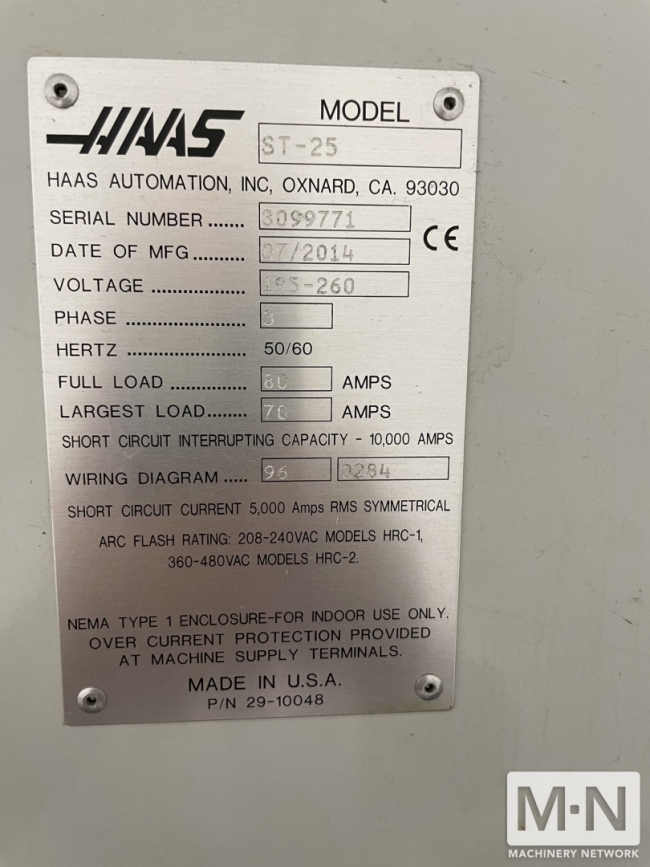 HAAS
MODEL ST-25
HAAS AUTOMATION, INC, OXNARD, CA. 93030
SERIAL NUMBER ....... 3099771
DATE OF MFG.......... 07/2014
CE
VOLTAGE .................. 195-260
PHASE ....................... 3
HERTZ ....................... 50/60
FULL LOAD .............. 80 AMPS
LARGEST LOAD........ 70 AMPS
SHORT CIRCUIT INTERRUPTING CAPACITY - 10,000 AMPS
WIRING DIAGRAM ..... 96 0284
SHORT CIRCUIT CURRENT 5,000 Amps RMS SYMMETRICAL
ARC FLASH RATING: 208-240VAC MODELS HRC-1,
360-480VAC MODELS HRC-2.
NEMA TYPE 1 ENCLOSURE-FOR INDOOR USE ONLY.
OVER CURRENT PROTECTION PROVIDED
AT MACHINE SUPPLY TERMINALS.
MADE IN U.S.A.
P/N 29-10048
M·N
MACHINERY NETWORK